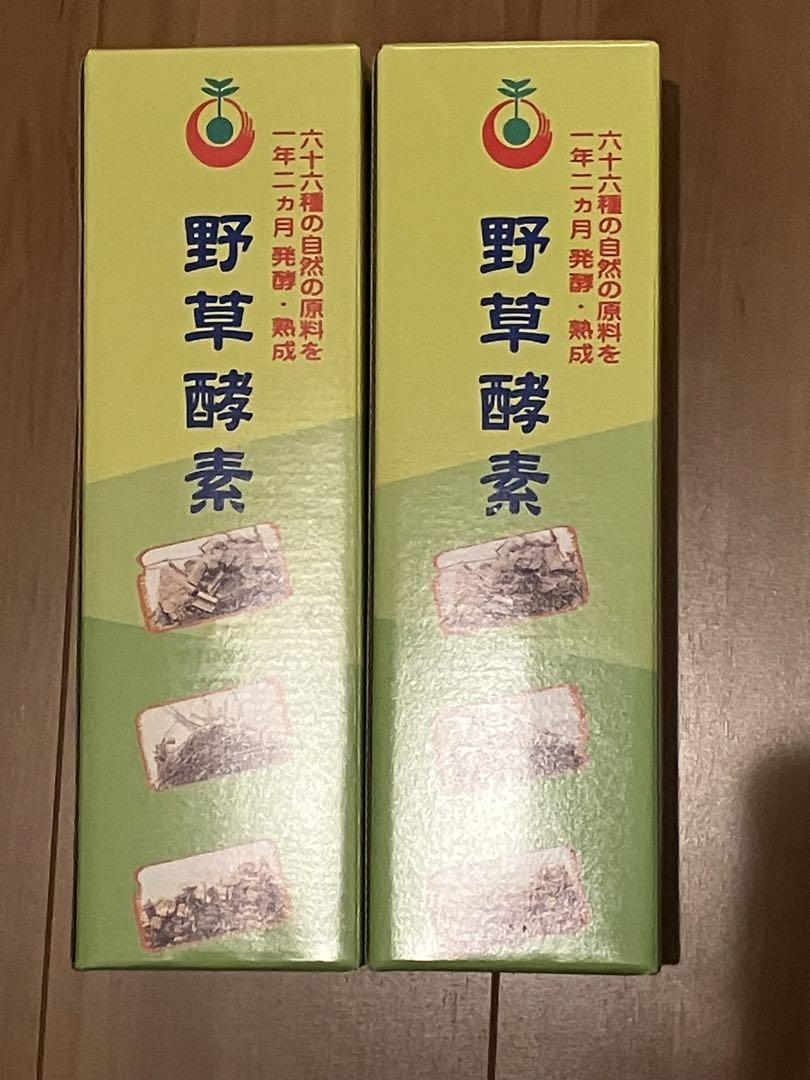 六十六種の自然の原料を
一年二ヵ月 発酵・熟成
野草酵素
六十六種の自然の原料を
一年二ヵ月 発酵・熟成
野草酵素